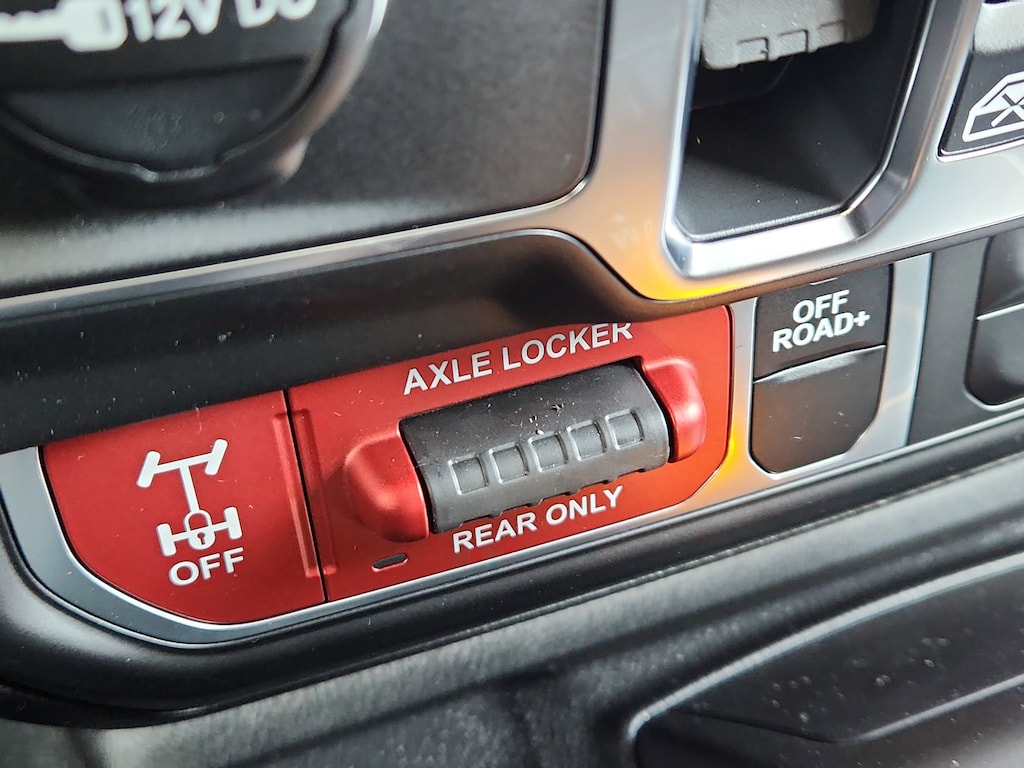 12V DC
OFF
ROAD+
AXLE LOCKER
REAR ONLY
OFF